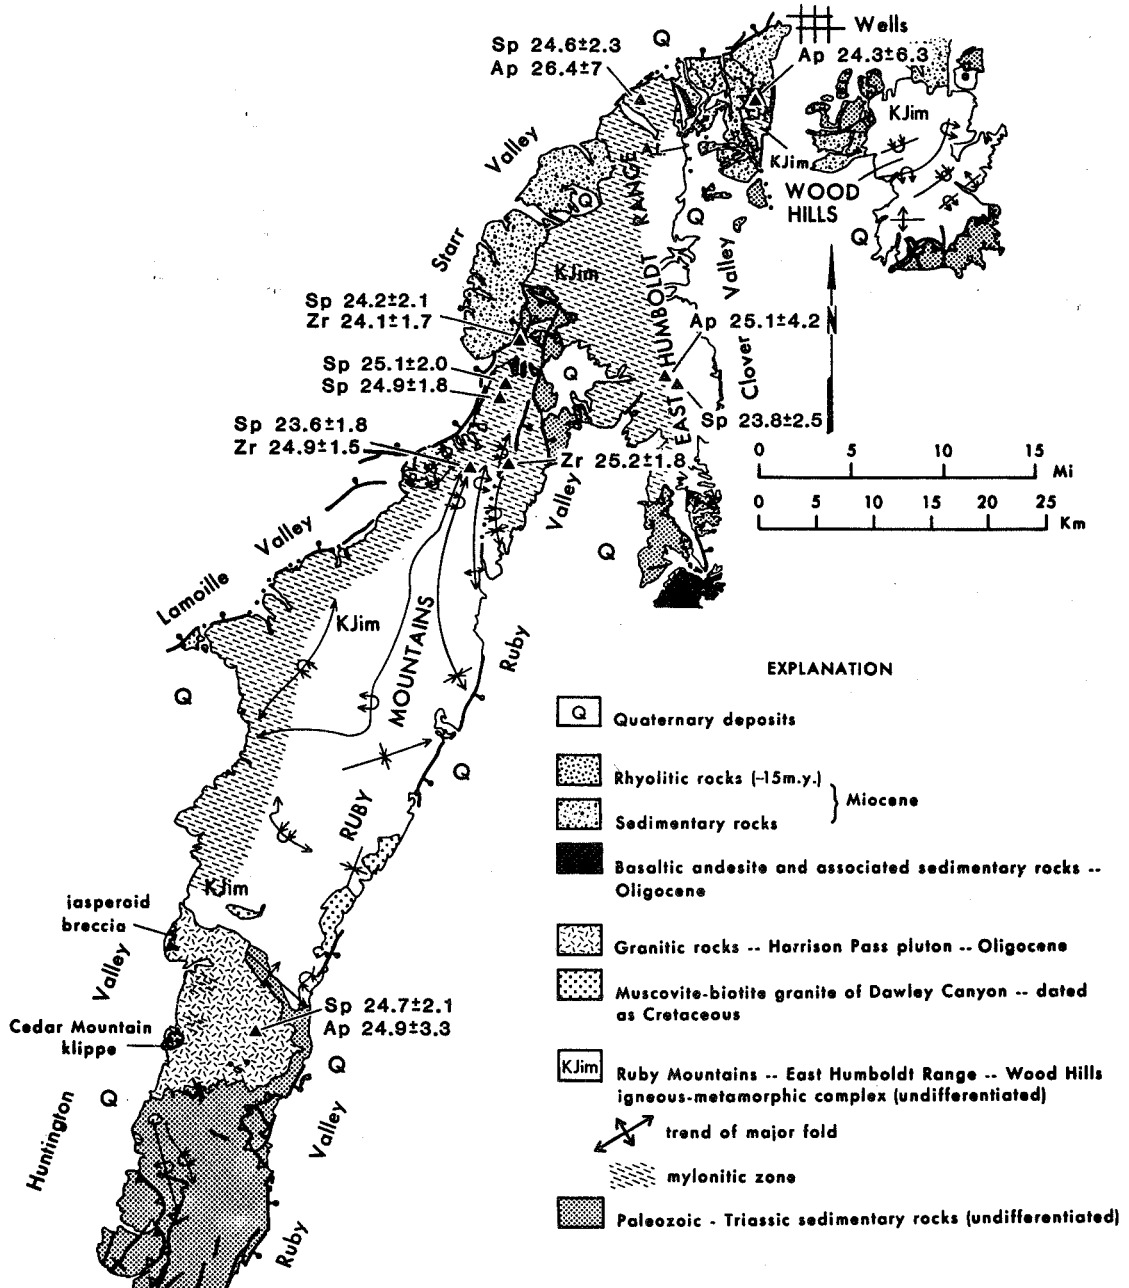 Wells
Sp 24.6±2.3
Ap 26.4±7
Q
Ap 24.3±6.3
KJim
KJim
WOOD
HILLS
Valley
Starr
Q
RANGE
HUMBOLDT
EAST
Q
Valley
Clover
Q
KJim
N
Sp 24.2±2.1
Zr 24.1±1.7
Ap 25.1±4.2
Sp 25.1±2.0
Sp 24.9±1.8
Q
Sp 23.8±2.5
Sp 23.6±1.8
Zr 24.9±1.5
Zr 25.2±1.8
0 5 10 15
Mi
0 5 10 15 20 25
Km
Valley
Ruby
Q
Valley
Lamoille
KJim
MOUNTAINS
RUBY
Q
Q
KJim
jasperoid
breccia
Valley
Huntington
Sp 24.7±2.1
Ap 24.9±3.3
Cedar Mountain
klippe
Q
Q
Valley
Ruby
EXPLANATION
Q Quaternary deposits
Rhyolitic rocks (~15m.y.)
Miocene
Sedimentary rocks
Basaltic andesite and associated sedimentary rocks --
Oligocene
Granitic rocks -- Harrison Pass pluton -- Oligocene
Muscovite-biotite granite of Dawley Canyon -- dated
as Cretaceous
KJim Ruby Mountains -- East Humboldt Range -- Wood Hills
igneous-metamorphic complex (undifferentiated)
trend of major fold
mylonitic zone
Paleozoic - Triassic sedimentary rocks (undifferentiated)